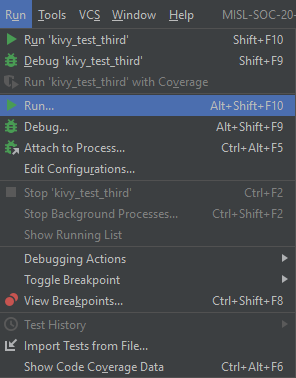 Run Tools VCS Window Help MISL-SOC-20-
Run 'kivy_test_third' Shift+F10
Debug 'kivy_test_third' Shift+F9
Run 'kivy_test_third' with Coverage
Run... Alt+Shift+F10
Debug... Alt+Shift+F9
Attach to Process... Ctrl+Alt+F5
Edit Configurations...
Stop 'kivy_test_third' Ctrl+F2
Stop Background Processes... Ctrl+Shift+F2
Show Running List
Debugging Actions
Toggle Breakpoint
View Breakpoints... Ctrl+Shift+F8
Test History
Import Tests from File...
Show Code Coverage Data Ctrl+Alt+F6